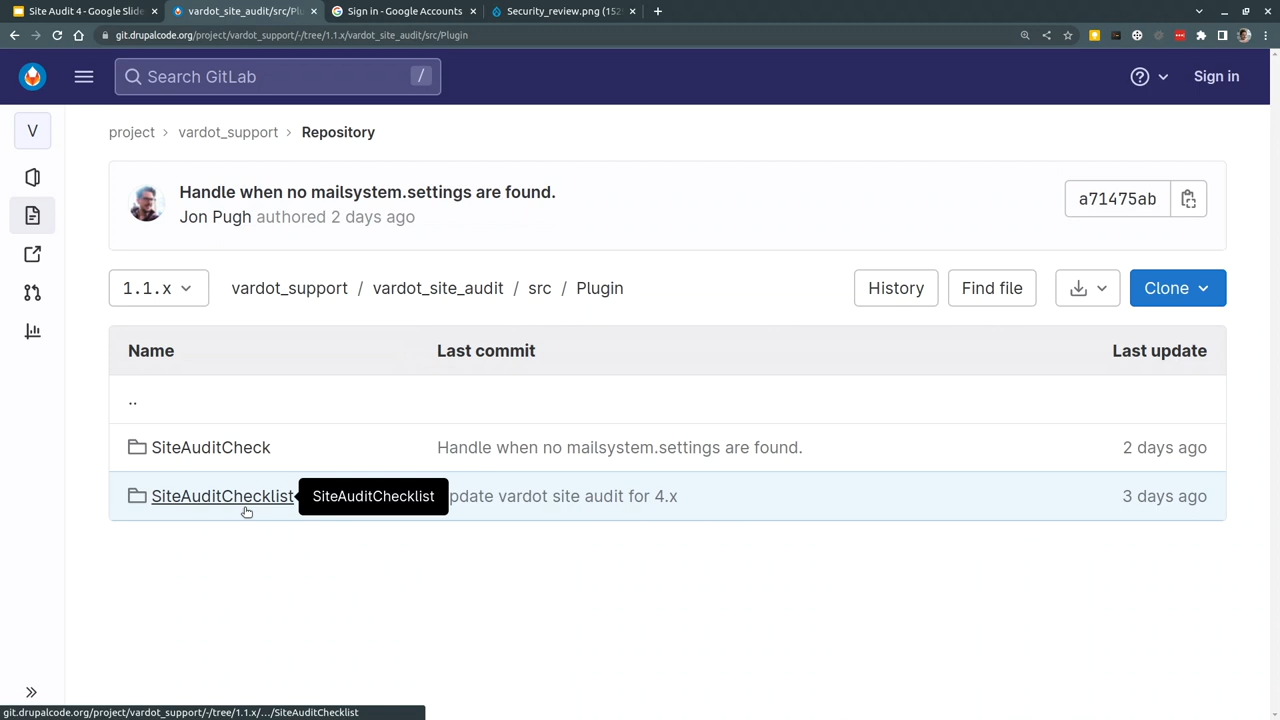 Site Audit 4 - Google Slide
vardot_site_audit/src/Plu
Sign in - Google Accounts
Security_review.png (152
git.drupalcode.org/project/vardot_support/-/tree/1.1.x/vardot_site_audit/src/Plugin
Search GitLab
/
Sign in
V
project › vardot_support › Repository
Handle when no mailsystem.settings are found.
Jon Pugh authored 2 days ago
a71475ab
1.1.x
vardot_support / vardot_site_audit / src / Plugin
History
Find file
Clone
Name
Last commit
Last update
..
SiteAuditCheck
Handle when no mailsystem.settings are found.
2 days ago
SiteAuditChecklist
SiteAuditChecklist
pdate vardot site audit for 4.x
3 days ago
git.drupalcode.org/project/vardot_support/-/tree/1.1.x/.../SiteAuditChecklist